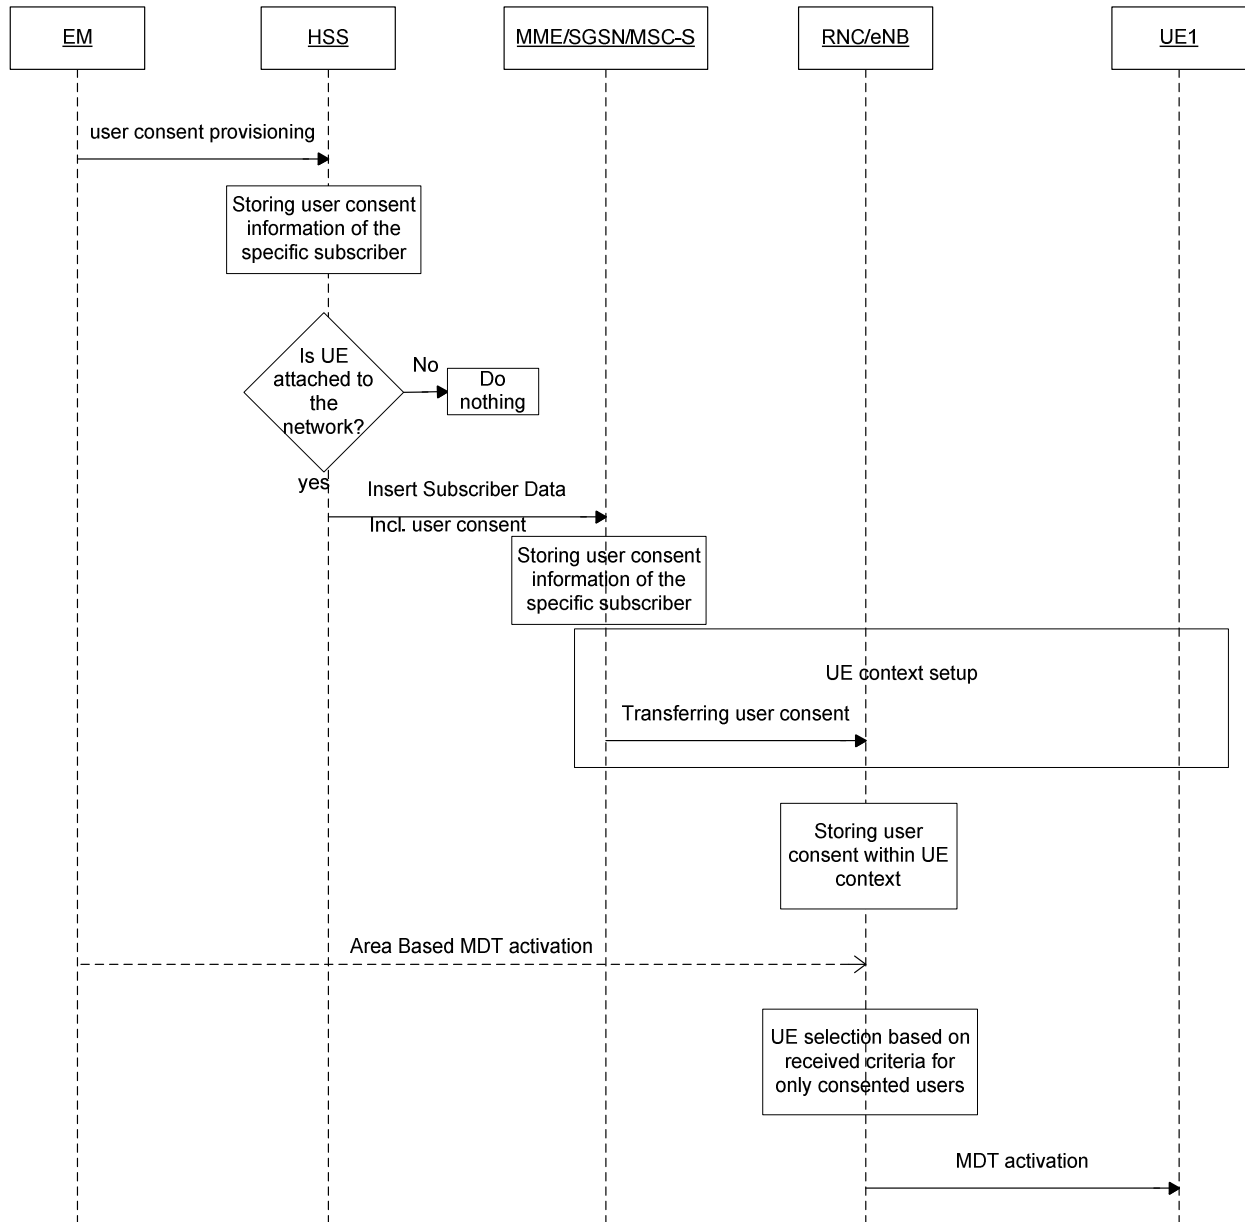 EM
HSS
MME/SGSN/MSC-S
RNC/eNB
UE1
user consent provisioning
Storing user consent
information of the
specific subscriber
Is UE
attached to
the
network?
No
Do
nothing
yes
Insert Subscriber Data
Incl. user consent
Storing user consent
information of the
specific subscriber
UE context setup
Transferring user consent
Storing user
consent within UE
context
Area Based MDT activation
UE selection based on
received criteria for
only consented users
MDT activation